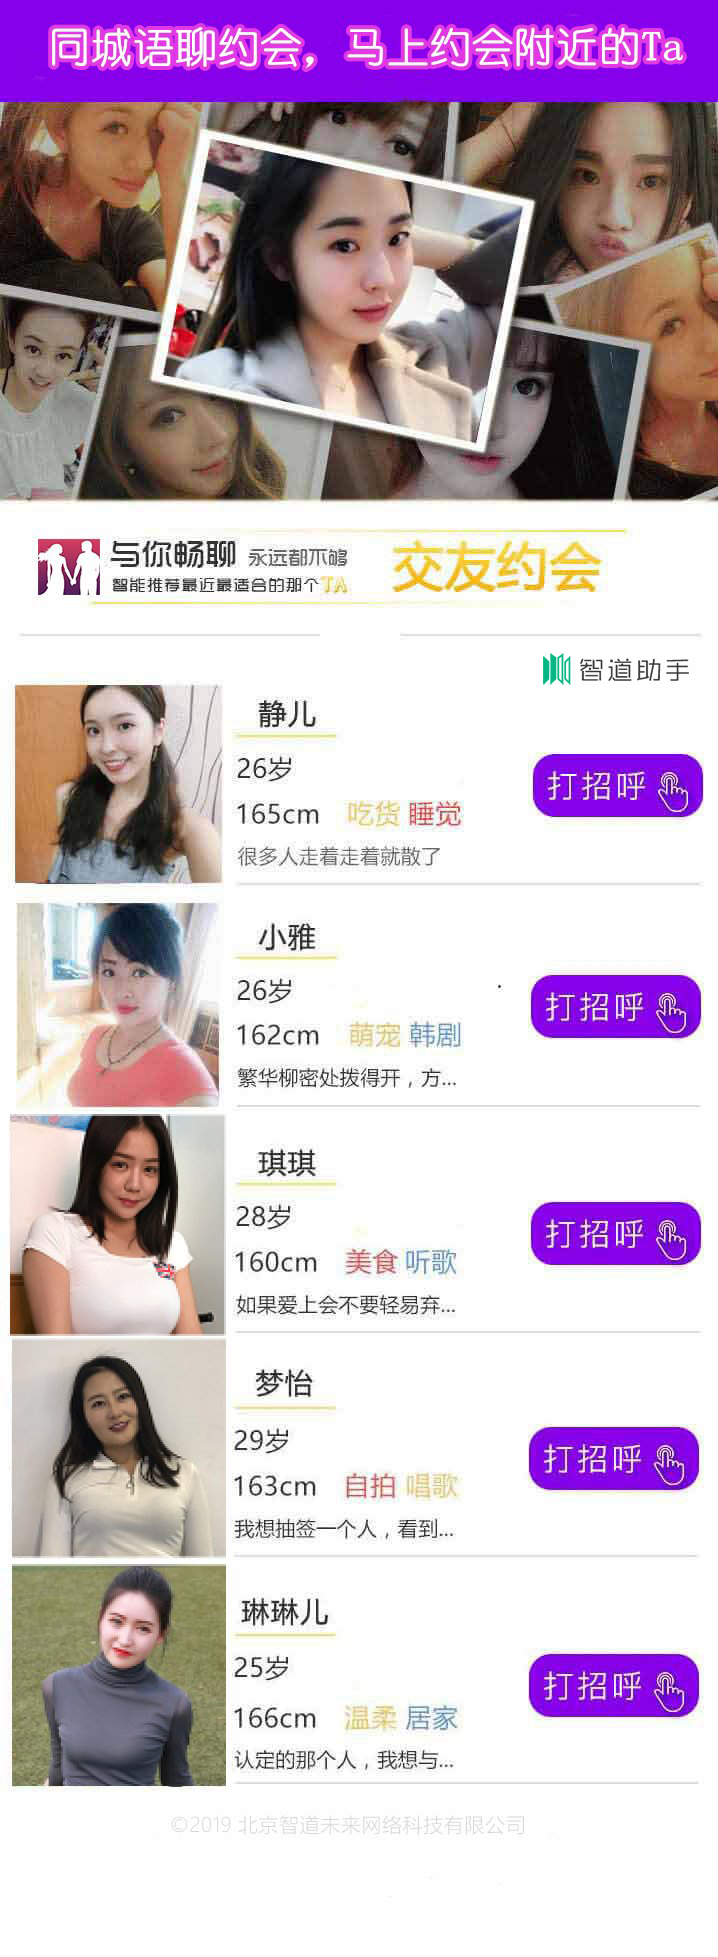 同城语聊约会，马上约会附近的Ta
与你畅聊 永远都不够
智能推荐最近最适合的那个TA
交友约会
智道助手
静儿
26岁
165cm 吃货 睡觉
很多人走着走着就散了
打招呼
小雅
26岁
162cm 萌宠 韩剧
繁华柳密处拨得开，方...
打招呼
琪琪
28岁
160cm 美食 听歌
如果爱上会不要轻易弃...
打招呼
梦怡
29岁
163cm 自拍 唱歌
我想抽签一个人，看到...
打招呼
琳琳儿
25岁
166cm 温柔 居家
认定的那个人，我想与...
打招呼
©2019 北京智道未来网络科技有限公司